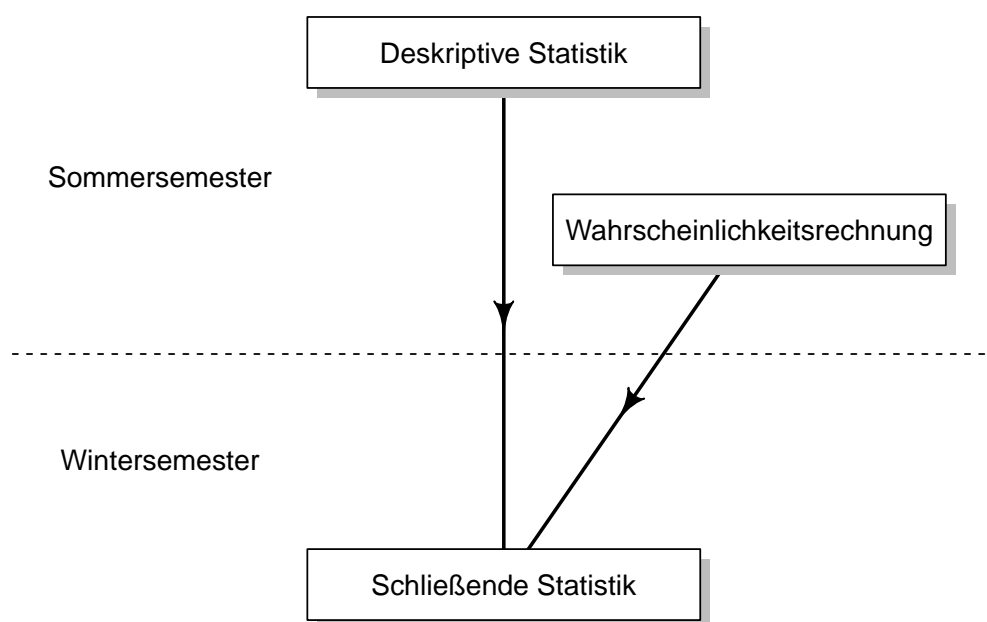 Deskriptive Statistik
Sommersemester
Wahrscheinlichkeitsrechnung
Wintersemester
Schließende Statistik